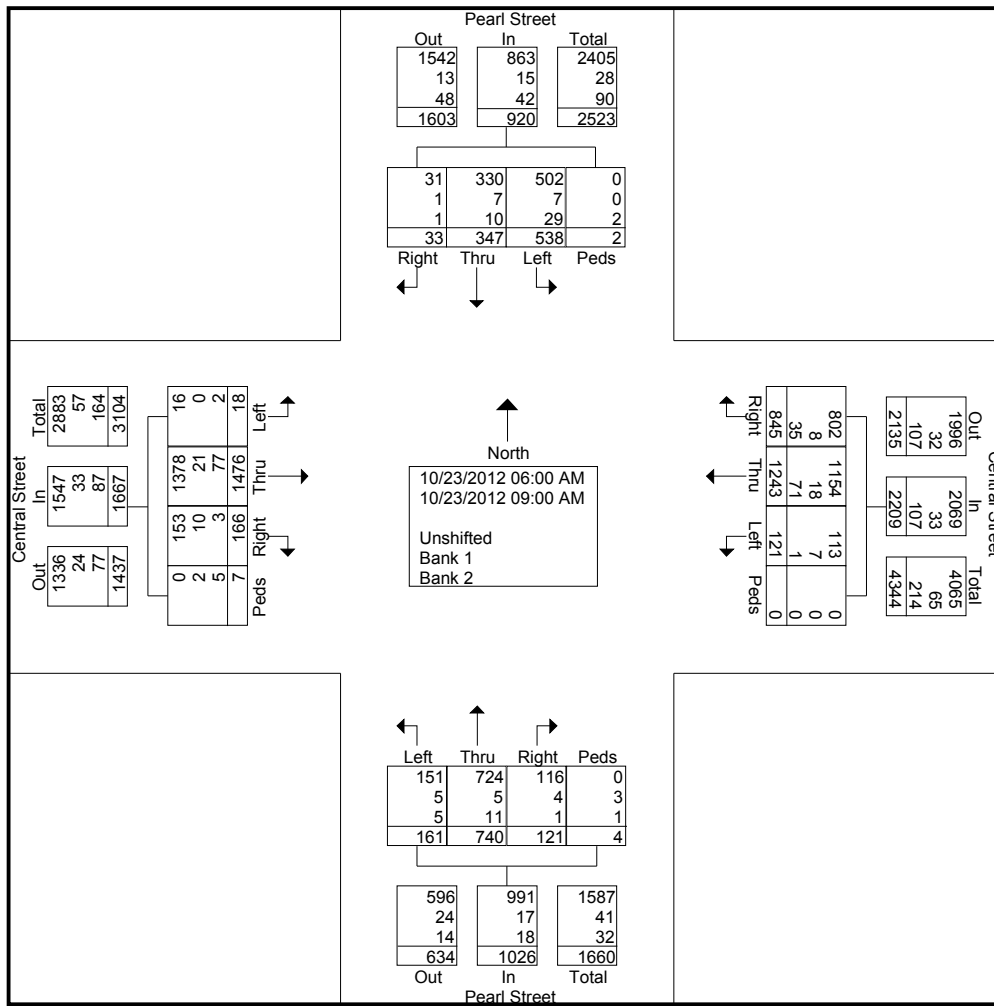 Pearl Street
Out In Total
1542 863 2405
13 15 28
48 42 90
1603 920 2523
31 330 502 0
1 7 7 0
1 10 29 2
33 347 538 2
Right Thru Left Peds
Central Street
Total In Out
2883 1547 1336
57 33 24
164 87 77
3104 1667 1437
16 1378 153 0
0 21 10 2
2 77 3 5
18 1476 166 7
Left Thru Right Peds
North
10/23/2012 06:00 AM
10/23/2012 09:00 AM
Unshifted
Bank 1
Bank 2
Right Thru Left Peds
802 1154 113 0
8 18 7 0
35 71 1 0
845 1243 121 0
Central Street
Out In Total
1996 2069 4065
32 33 65
107 107 214
2135 2209 4344
Left Thru Right Peds
151 724 116 0
5 5 4 3
5 11 1 1
161 740 121 4
596 991 1587
24 17 41
14 18 32
634 1026 1660
Out In Total
Pearl Street